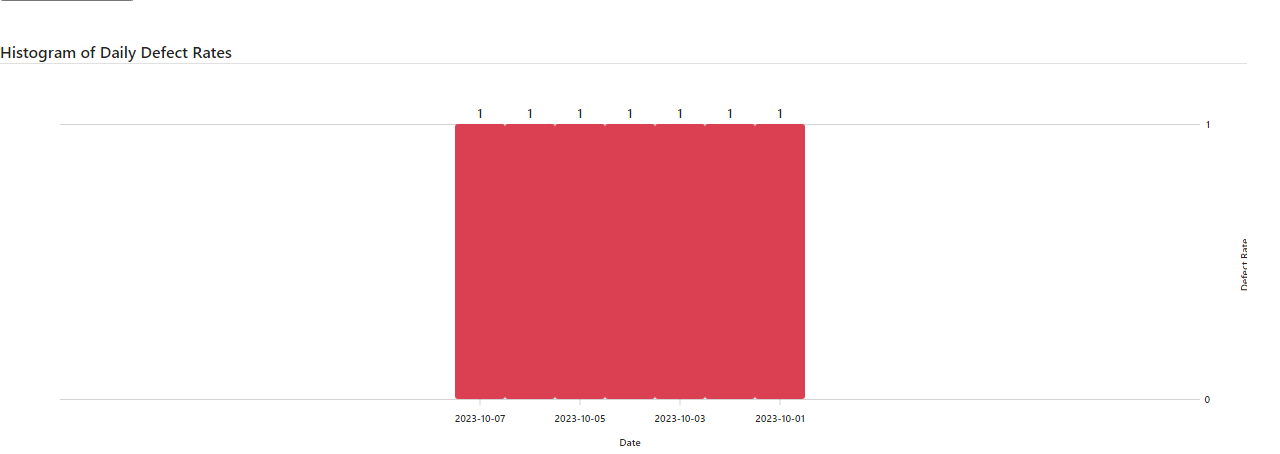 Histogram of Daily Defect Rates
1 1 1 1 1 1 1
1
Defect Rate
0
2023-10-07 2023-10-05 2023-10-03 2023-10-01
Date